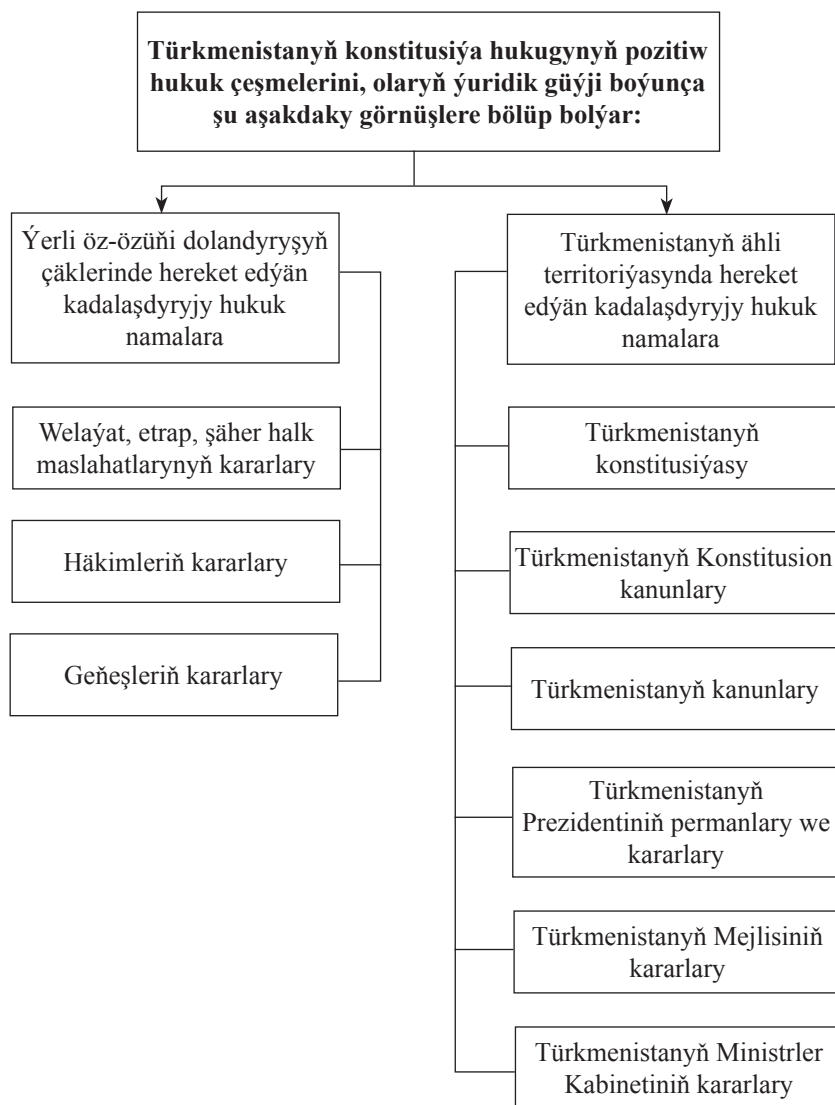 Türkmenistanyň konstitusiýa hukugynyň pozitiw
hukuk çeşmelerini, olaryň ýuridik güýji boýunça
şu aşakdaky görnüşlere bölüp bolýar:
Ýerli öz-özüňi dolandyryşyň
çäklerinde hereket edýän
kadalaşdyryjy hukuk
namalara
Welaýat, etrap, şäher halk
maslahatlarynyň kararlary
Häkimleriň kararlary
Geňeşleriň kararlary
Türkmenistanyň ähli
territoriýasynda hereket
edýän kadalaşdyryjy hukuk
namalara
Türkmenistanyň
konstitusiýasy
Türkmenistanyň Konstitusion
kanunlary
Türkmenistanyň kanunlary
Türkmenistanyň
Prezidentiniň permanlary we
kararlary
Türkmenistanyň Mejlisiniň
kararlary
Türkmenistanyň Ministrler
Kabinetiniň kararlary